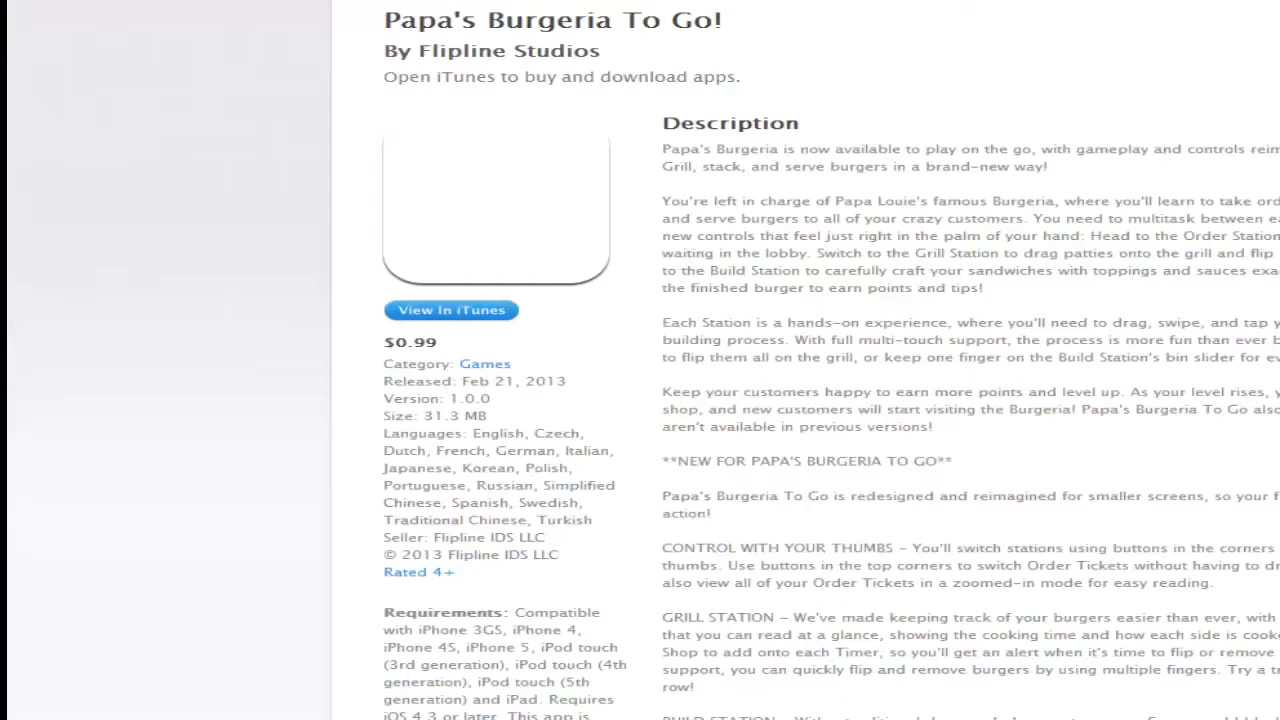 Papa's Burgeria To Go!
By Flipline Studios
Open iTunes to buy and download apps.
View In iTunes
$0.99
Category: Games
Released: Feb 21, 2013
Version: 1.0.0
Size: 31.3 MB
Languages: English, Czech,
Dutch, French, German, Italian,
Japanese, Korean, Polish,
Portuguese, Russian, Simplified
Chinese, Spanish, Swedish,
Traditional Chinese, Turkish
Seller: Flipline IDS LLC
© 2013 Flipline IDS LLC
Rated 4+
Requirements: Compatible
with iPhone 3GS, iPhone 4,
iPhone 4S, iPhone 5, iPod touch
(3rd generation), iPod touch (4th
generation), iPod touch (5th
generation) and iPad. Requires
iOS 4.3 or later. This app is
Description
Papa's Burgeria is now available to play on the go, with gameplay and controls
Grill, stack, and serve burgers in a brand-new way!
You're left in charge of Papa Louie's famous Burgeria, where you'll learn to take
and serve burgers to all of your crazy customers. You need to multitask between
new controls that feel just right in the palm of your hand: Head to the Order Station
waiting in the lobby. Switch to the Grill Station to drag patties onto the grill and flip
to the Build Station to carefully craft your sandwiches with toppings and sauces
the finished burger to earn points and tips!
Each Station is a hands-on experience, where you'll need to drag, swipe, and tap
building process. With full multi-touch support, the process is more fun than ever
to flip them all on the grill, or keep one finger on the Build Station's bin slider for
Keep your customers happy to earn more points and level up. As your level rises,
shop, and new customers will start visiting the Burgeria! Papa's Burgeria To Go
aren't available in previous versions!
**NEW FOR PAPA'S BURGERIA TO GO**
Papa's Burgeria To Go is redesigned and reimagined for smaller screens, so your
action!
CONTROL WITH YOUR THUMBS - You'll switch stations using buttons in the corners
thumbs. Use buttons in the top corners to switch Order Tickets without having to
also view all of your Order Tickets in a zoomed-in mode for easy reading.
GRILL STATION - We've made keeping track of your burgers easier than ever, with
that you can read at a glance, showing the cooking time and how each side is
Shop to add onto each Timer, so you'll get an alert when it's time to flip or remove
support, you can quickly flip and remove burgers by using multiple fingers. Try a
row!